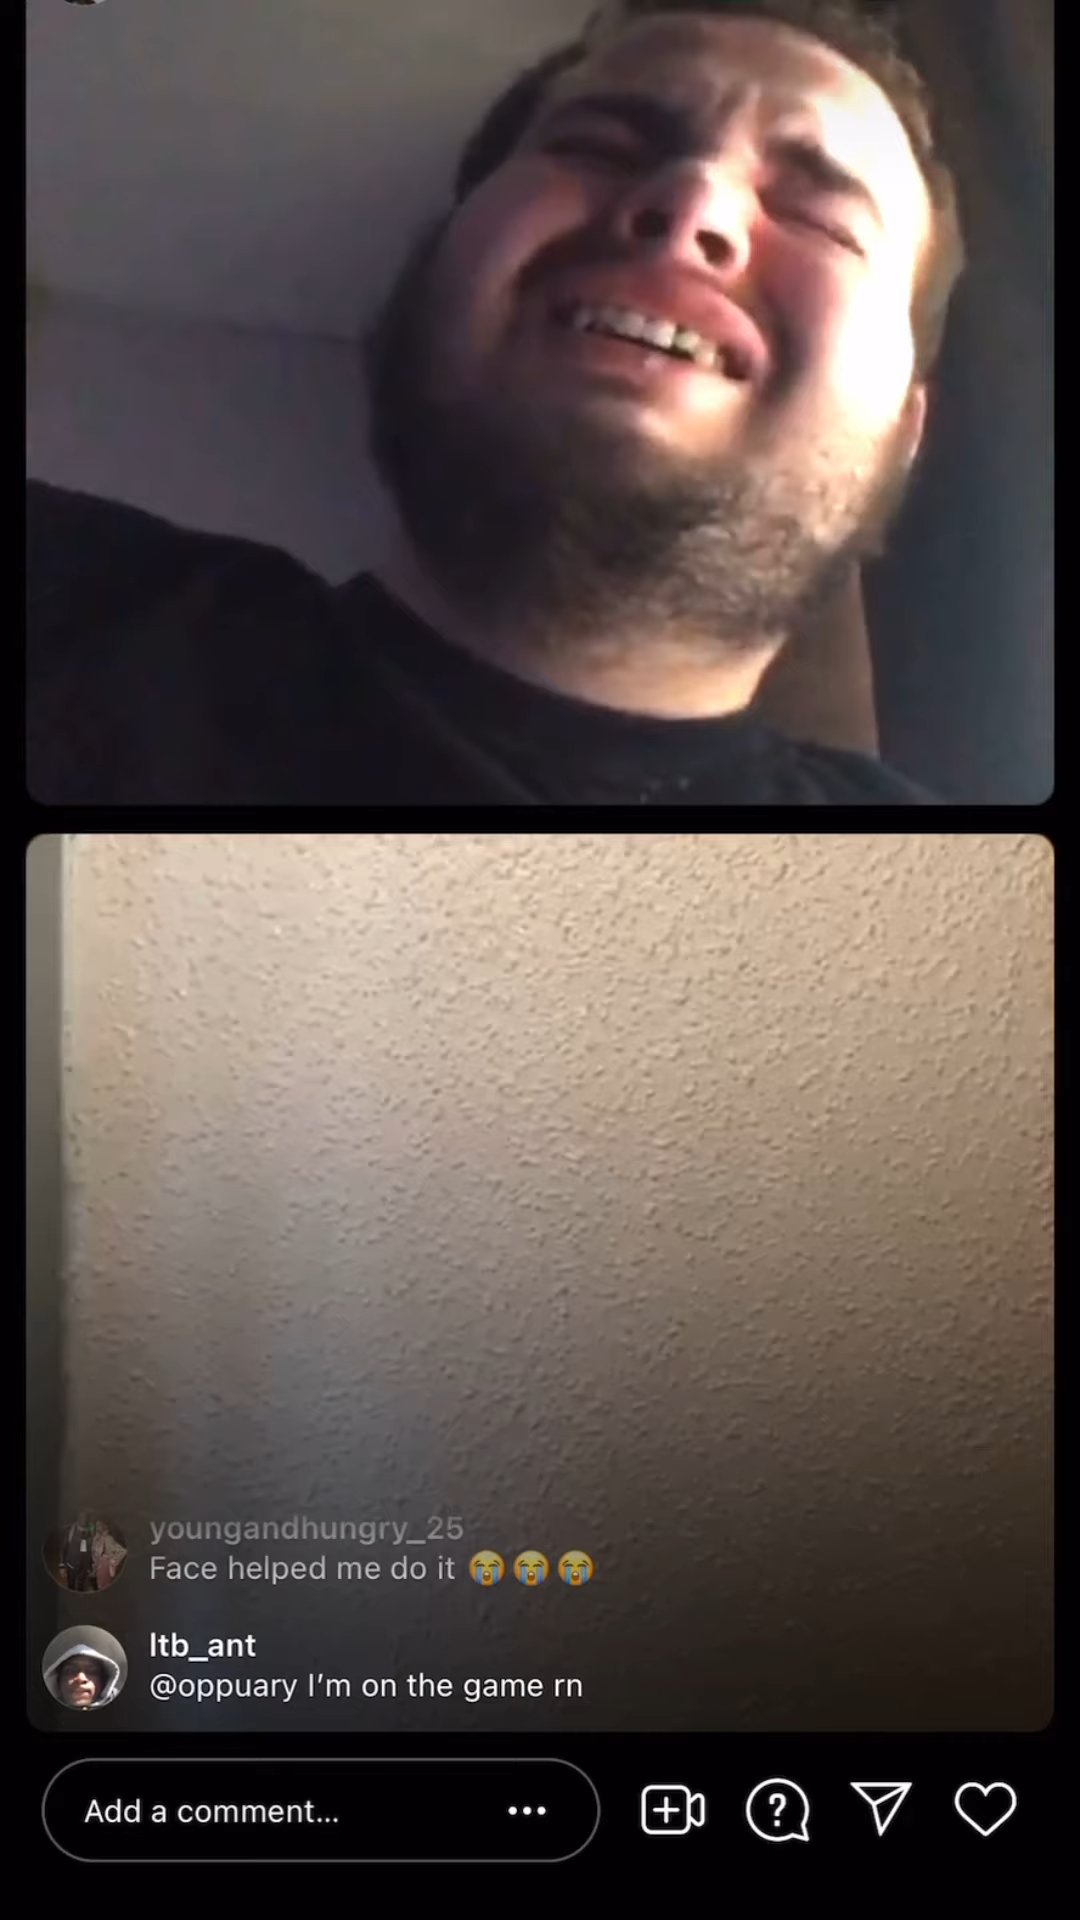 youngandhungry_25
Face helped me do it 😭😭😭
ltb_ant
@oppuary I’m on the game rn
Add a comment...